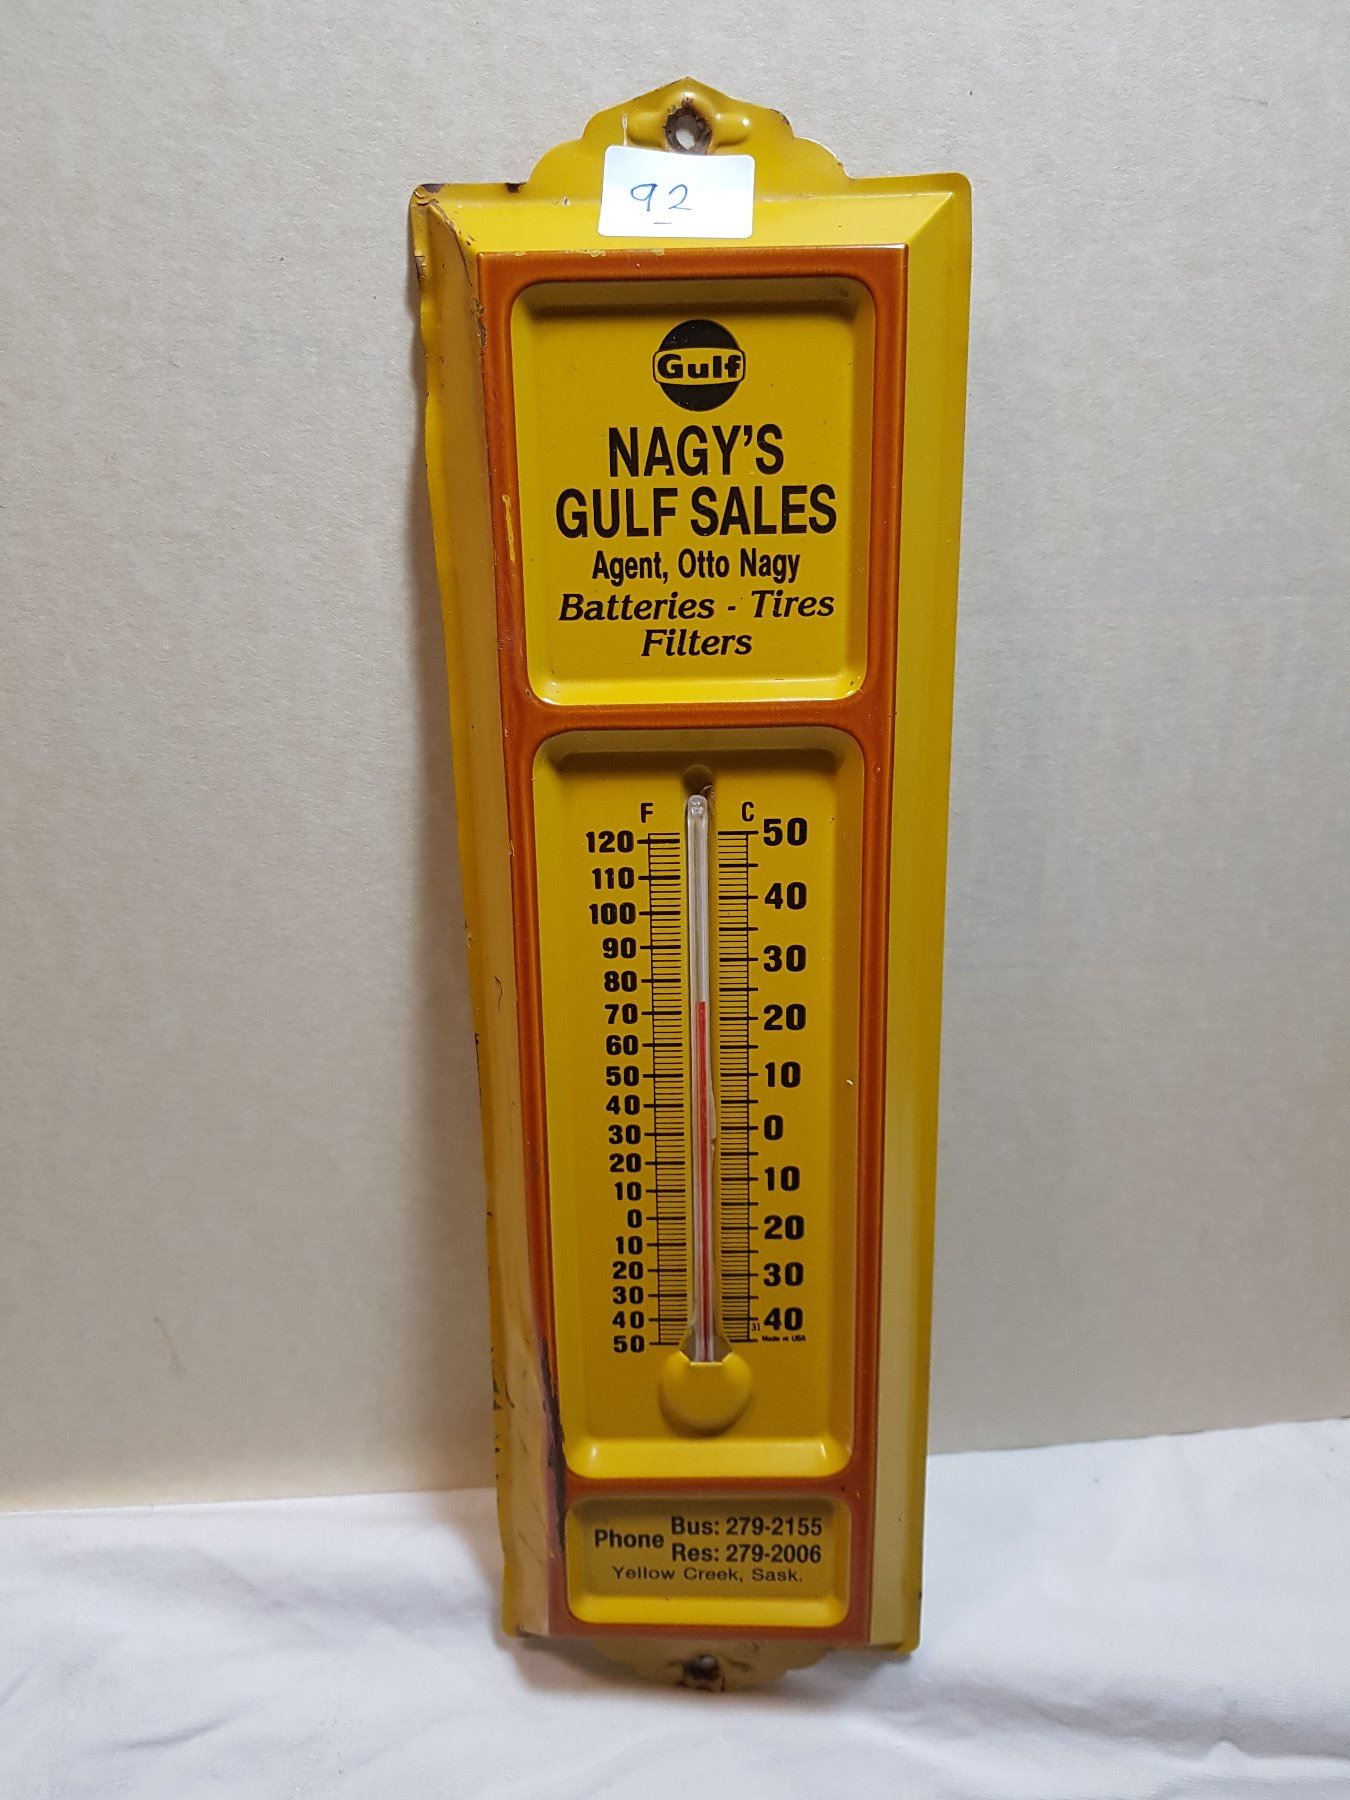 92
Gulf
NAGY'S
GULF SALES
Agent, Otto Nagy
Batteries - Tires
Filters
F C
120 50
110
100 40
90
80 30
70 20
60
50 10
40
30 0
20
10 10
0 20
10
20 30
30
40 40
50
31
Made in USA
Phone Bus: 279-2155
Res: 279-2006
Yellow Creek, Sask.